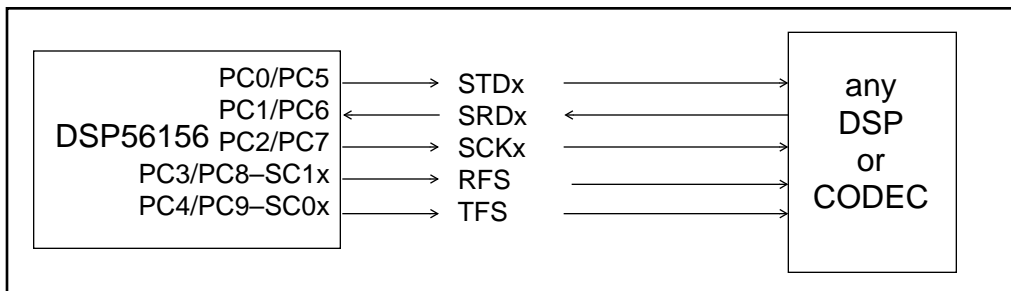 PC0/PC5 STDx
PC1/PC6 SRDx
DSP56156 PC2/PC7 SCKx
PC3/PC8–SC1x RFS
PC4/PC9–SC0x TFS
any
DSP
or
CODEC